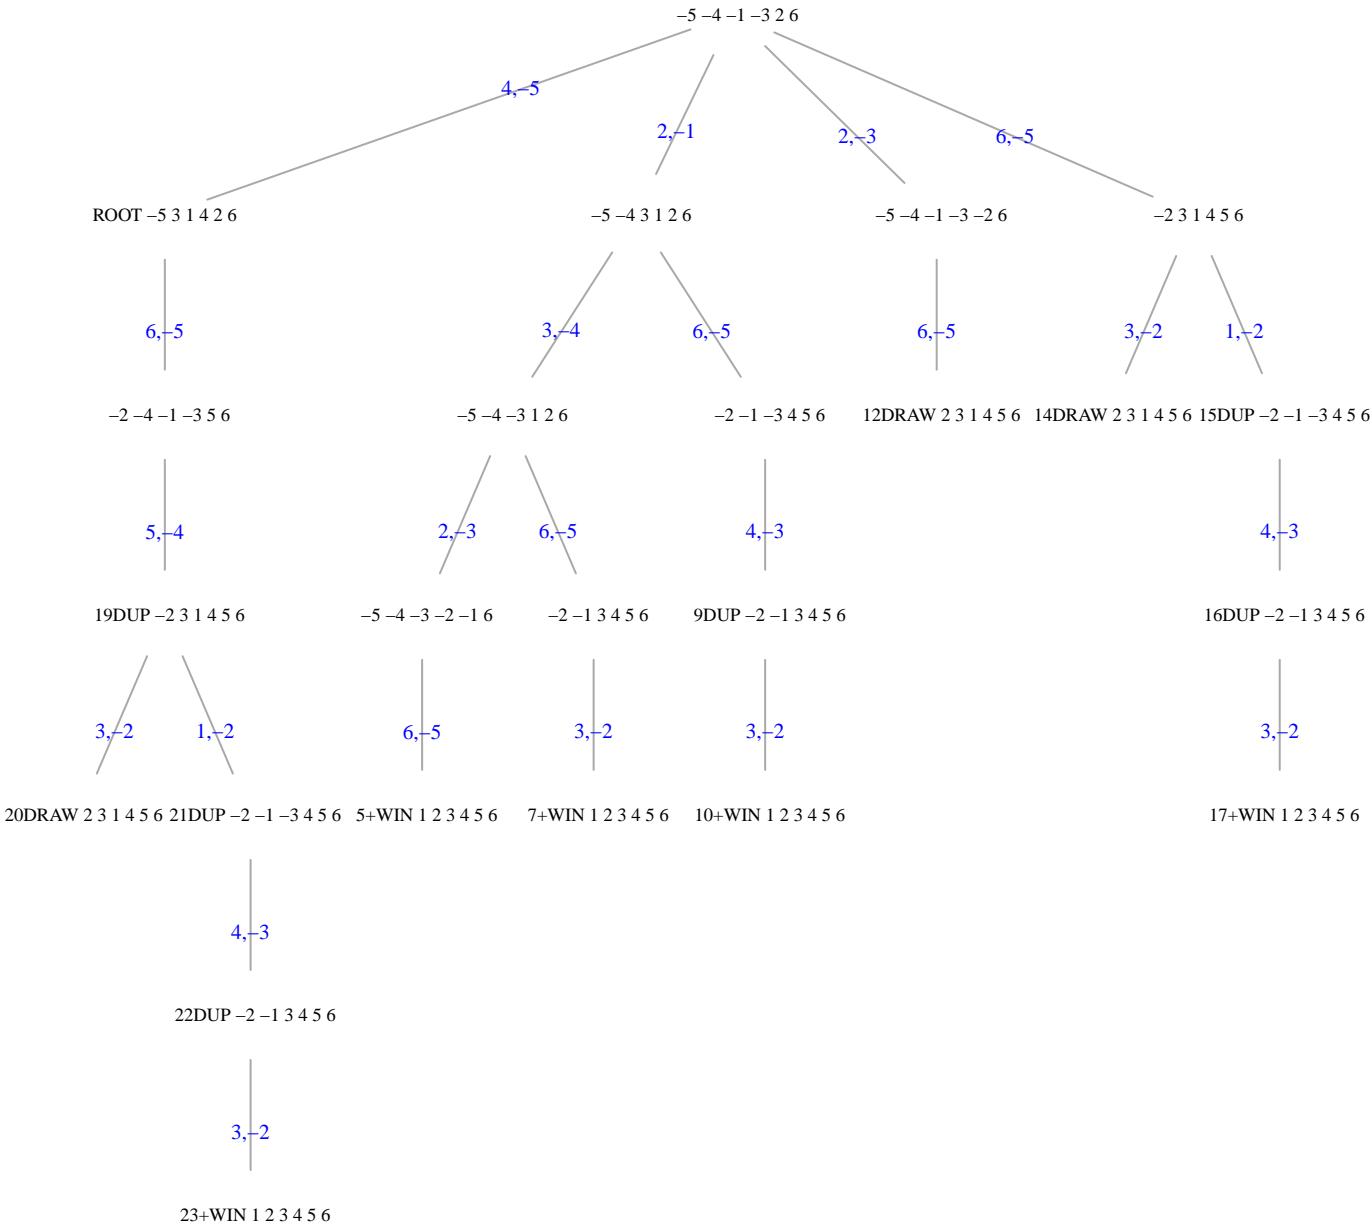 –5 –4 –1 –3 2 6
4,–5
2,–1
2,–3
6,–5
ROOT –5 3 1 4 2 6
–5 –4 3 1 2 6
–5 –4 –1 –3 –2 6
–2 3 1 4 5 6
6,–5
3,–4
6,–5
6,–5
3,–2
1,–2
–2 –4 –1 –3 5 6
–5 –4 –3 1 2 6
–2 –1 –3 4 5 6
12DRAW 2 3 1 4 5 6
14DRAW 2 3 1 4 5 6
15DUP –2 –1 –3 4 5 6
5,–4
2,–3
6,–5
4,–3
4,–3
19DUP –2 3 1 4 5 6
–5 –4 –3 –2 –1 6
–2 –1 3 4 5 6
9DUP –2 –1 3 4 5 6
16DUP –2 –1 3 4 5 6
3,–2
1,–2
6,–5
3,–2
3,–2
3,–2
20DRAW 2 3 1 4 5 6
21DUP –2 –1 –3 4 5 6
5+WIN 1 2 3 4 5 6
7+WIN 1 2 3 4 5 6
10+WIN 1 2 3 4 5 6
17+WIN 1 2 3 4 5 6
4,–3
22DUP –2 –1 3 4 5 6
3,–2
23+WIN 1 2 3 4 5 6